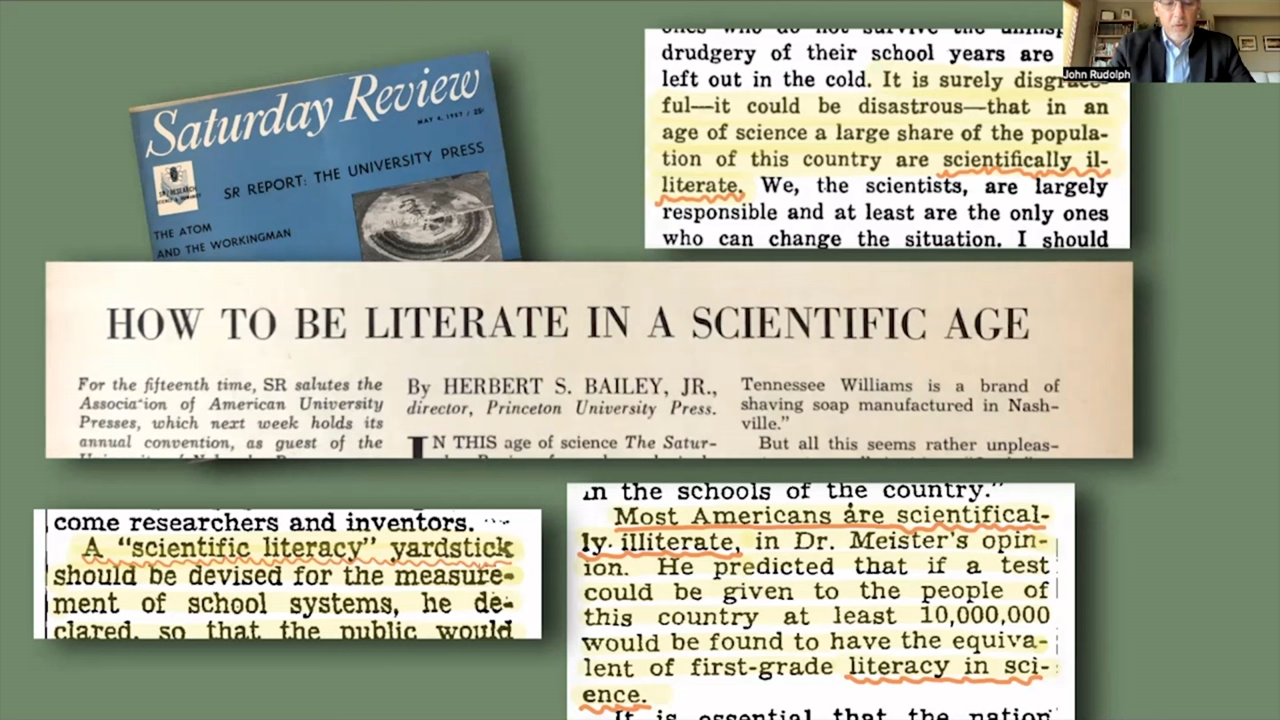 Saturday Review
MAY 4, 1957 / 25¢
SR REPORT: THE UNIVERSITY PRESS
THE ATOM
AND THE WORKINGMAN
drudgery of their school years are
left out in the cold. It is surely disgrace-
ful—it could be disastrous—that in an
age of science a large share of the popula-
tion of this country are scientifically il-
literate. We, the scientists, are largely
responsible and at least are the only ones
who can change the situation. I should
John Rudolph
HOW TO BE LITERATE IN A SCIENTIFIC AGE
For the fifteenth time, SR salutes the
Association of American University
Presses, which next week holds its
annual convention, as guest of the
By HERBERT S. BAILEY, JR.,
director, Princeton University Press.
IN THIS age of science The Satur-
Tennessee Williams is a brand of
shaving soap manufactured in Nash-
ville."
But all this seems rather unpleas-
come researchers and inventors.
A "scientific literacy" yardstick
should be devised for the measure-
ment of school systems, he de-
clared, so that the public would
in the schools of the country."
Most Americans are scientifical-
ly illiterate, in Dr. Meister's opin-
ion. He predicted that if a test
could be given to the people of
this country at least 10,000,000
would be found to have the equiva-
lent of first-grade literacy in sci-
ence.
It is essential that the nation